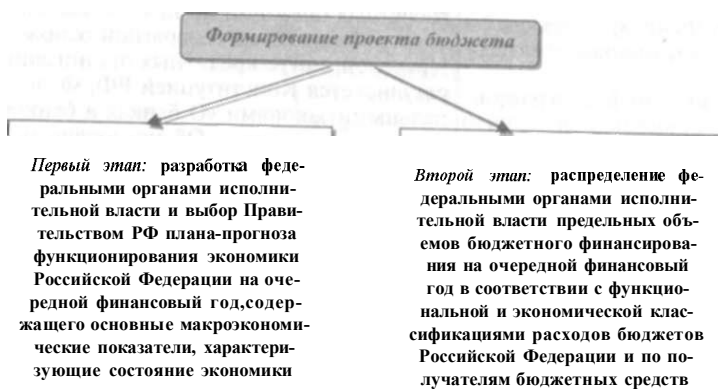 Формирование проекта бюджета
Первый этап: разработка феде-
ральными органами исполни-
тельной власти и выбор Прави-
тельством РФ плана-прогноза
функционирования экономики
Российской Федерации на оче-
редной финансовый год,содер-
жащего основные макроэкономи-
ческие показатели, характери-
зующие состояние экономики
Второй этап: распределение фе-
деральными органами исполни-
тельной власти предельных объ-
емов бюджетного финансирова-
ния на очередной финансовый
год в соответствии с функцио-
нальной и экономической клас-
сификациями расходов бюджетов
Российской Федерации и по по-
лучателям бюджетных средств